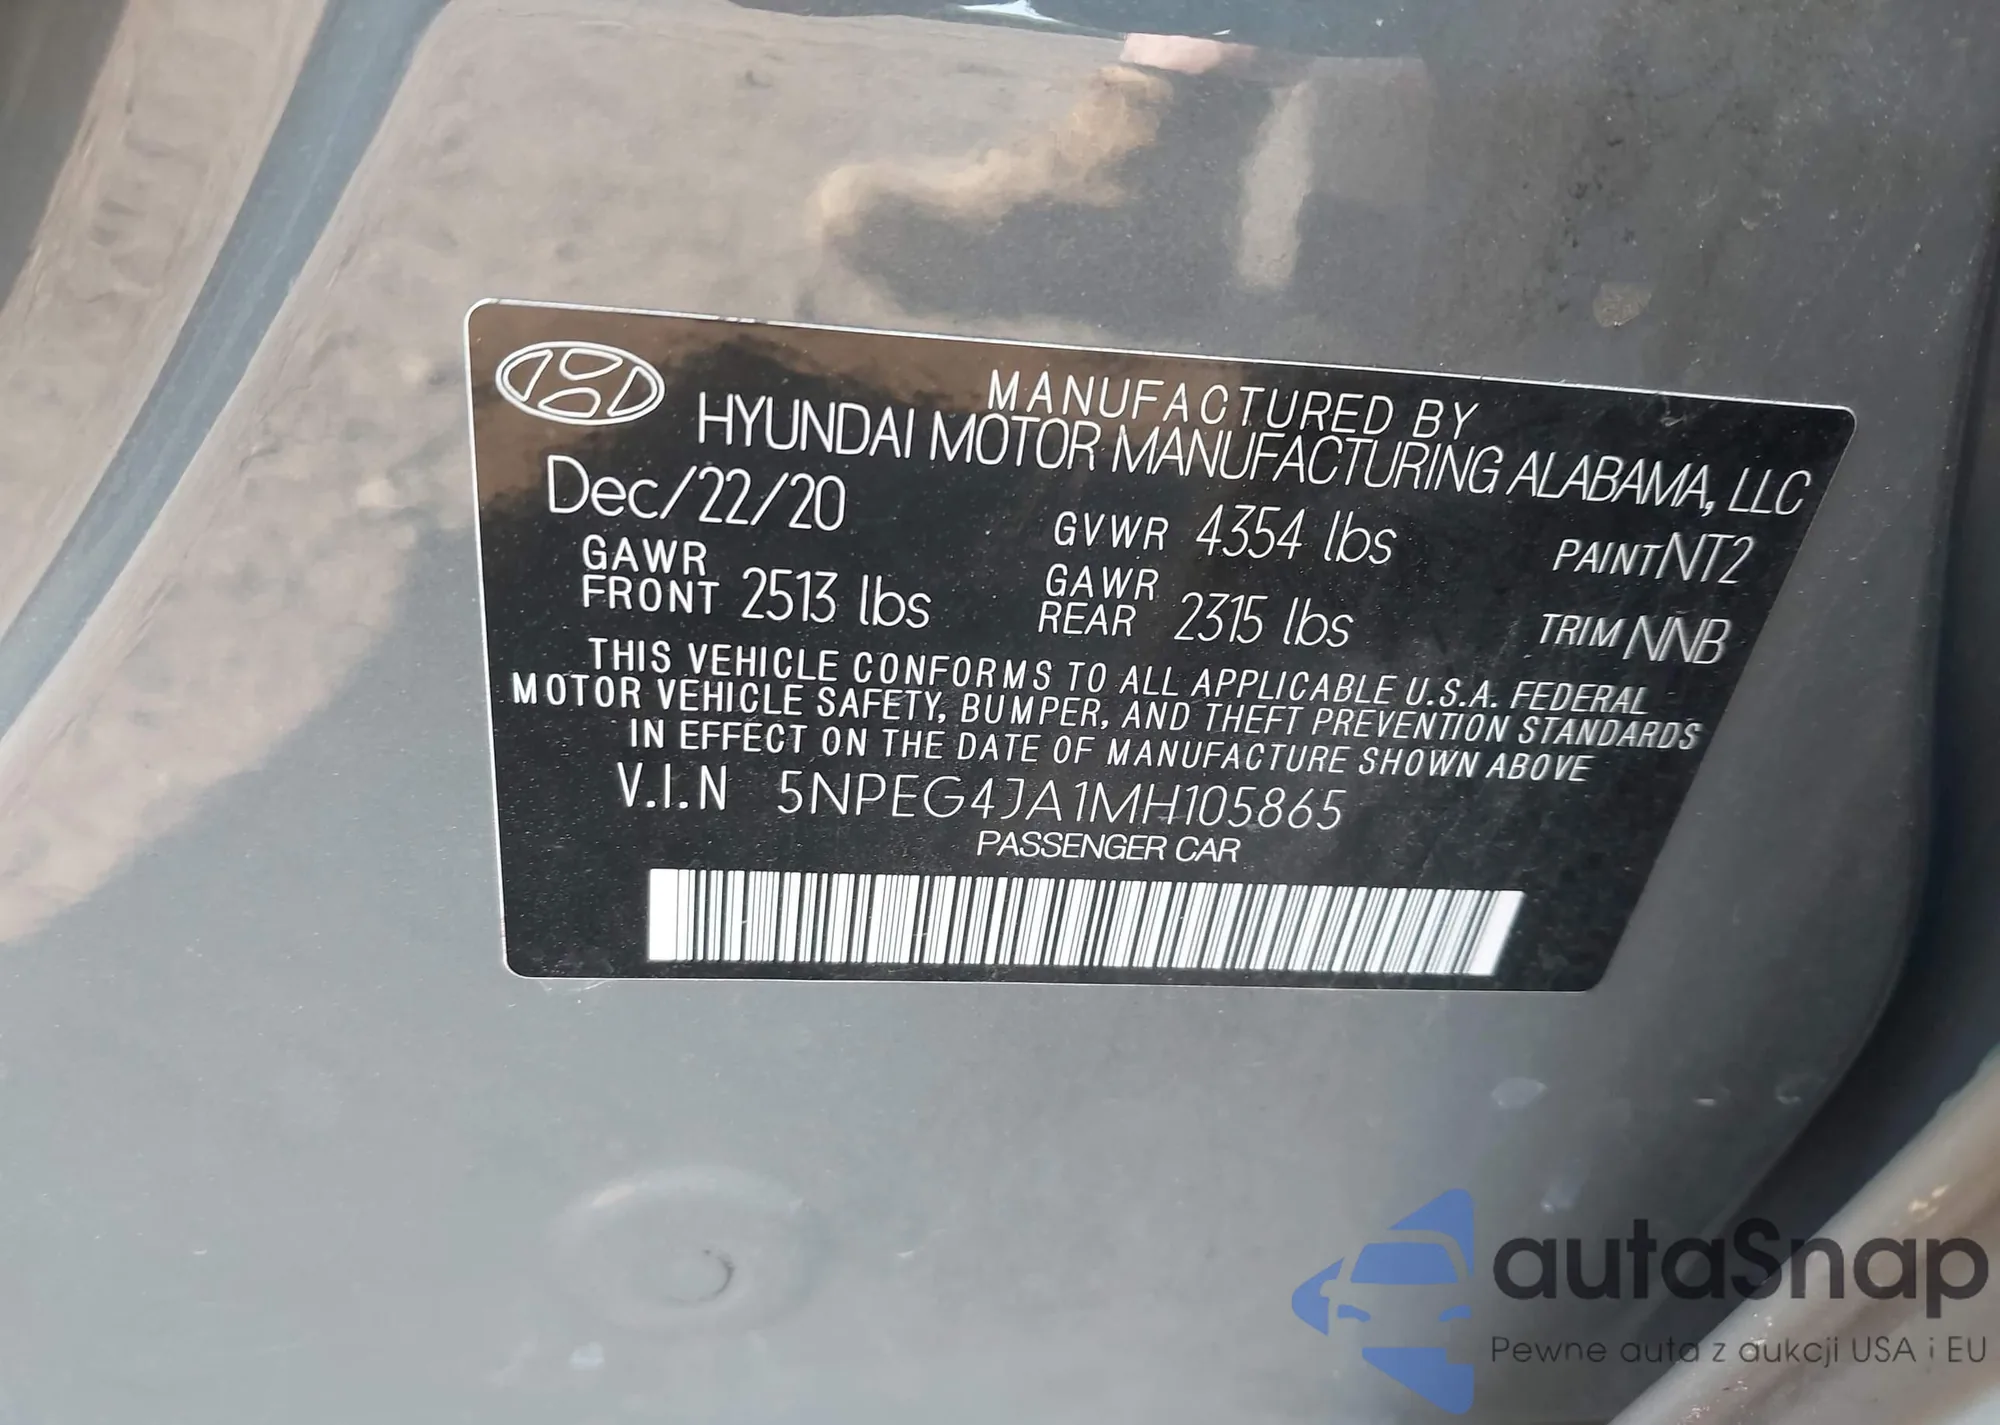 MANUFACTURED BY
HYUNDAI MOTOR MANUFACTURING ALABAMA, LLC
Dec/22/20
GVWR 4354 lbs
PAINT NT2
GAWR FRONT 2513 lbs
GAWR REAR 2315 lbs
TRIM NNB
THIS VEHICLE CONFORMS TO ALL APPLICABLE U.S.A. FEDERAL
MOTOR VEHICLE SAFETY, BUMPER, AND THEFT PREVENTION STANDARDS
IN EFFECT ON THE DATE OF MANUFACTURE SHOWN ABOVE
V.I.N 5NPEG4JA1MH105865
PASSENGER CAR
autaSnap
Pewne auta z aukcji USA i EU